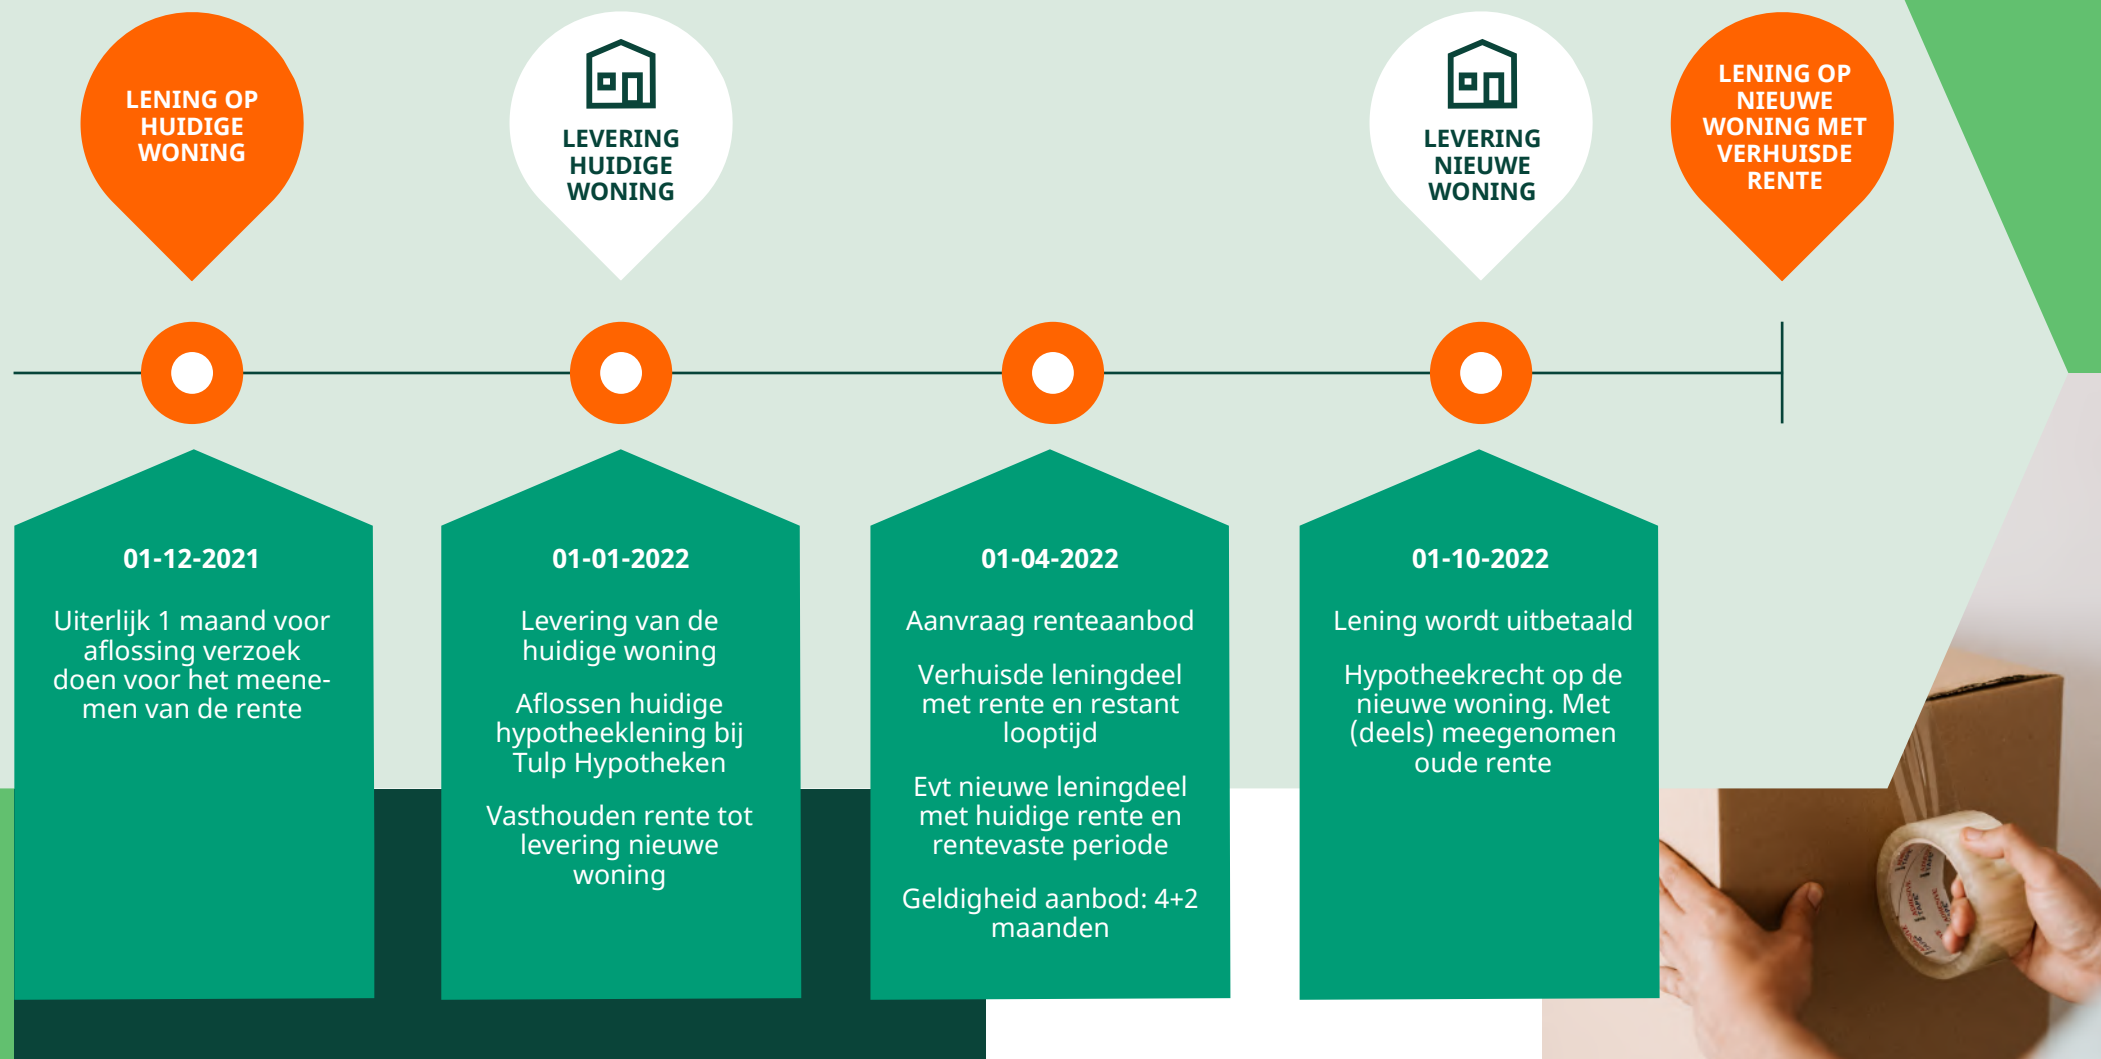 LENING OP
HUIDIGE
WONING
LEVERING
HUIDIGE
WONING
LEVERING
NIEUWE
WONING
LENING OP
NIEUWE
WONING MET
VERHUISDE
RENTE
01-12-2021
Uiterlijk 1 maand voor
aflossing verzoek
doen voor het meene-
men van de rente
01-01-2022
Levering van de
huidige woning
Aflossen huidige
hypotheeklening bij
Tulp Hypotheken
Vasthouden rente tot
levering nieuwe
woning
01-04-2022
Aanvraag renteaanbod
Verhuisde leningdeel
met rente en restant
looptijd
Evt nieuwe leningdeel
met huidige rente en
rentevaste periode
Geldigheid aanbod: 4+2
maanden
01-10-2022
Lening wordt uitbetaald
Hypotheekrecht op de
nieuwe woning. Met
(deels) meegenomen
oude rente